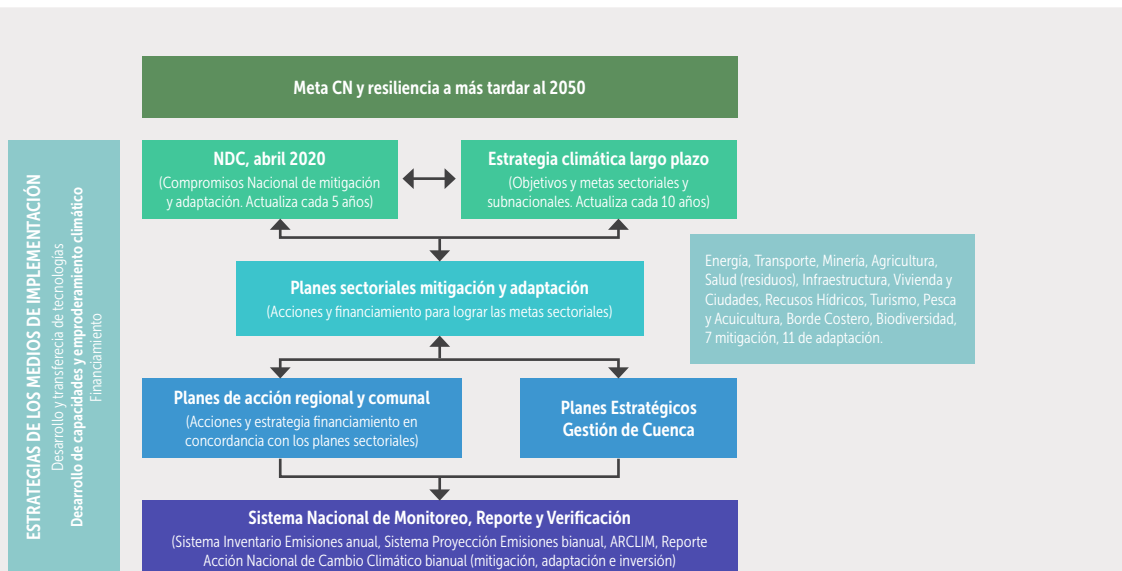 Meta CN y resiliencia a más tardar al 2050
ESTRATEGIAS DE LOS MEDIOS DE IMPLEMENTACIÓN
Desarrollo y transferecia de tecnologías
Desarrollo de capacidades y emproderamiento climático
Financiamiento
NDC, abril 2020
(Compromisos Nacional de mitigación
y adaptación. Actualiza cada 5 años)
Estrategia climática largo plazo
(Objetivos y metas sectoriales y
subnacionales. Actualiza cada 10 años)
Planes sectoriales mitigación y adaptación
(Acciones y financiamiento para lograr las metas sectoriales)
Energía, Transporte, Minería, Agricultura,
Salud (residuos), Infraestructura, Vivienda y
Ciudades, Recusos Hídricos, Turismo, Pesca
y Acuicultura, Borde Costero, Biodiversidad,
7 mitigación, 11 de adaptación.
Planes de acción regional y comunal
(Acciones y estrategia financiamiento en
concordancia con los planes sectoriales)
Planes Estratégicos
Gestión de Cuenca
Sistema Nacional de Monitoreo, Reporte y Verificación
(Sistema Inventario Emisiones anual, Sistema Proyección Emisiones bianual, ARCLIM, Reporte
Acción Nacional de Cambio Climático bianual (mitigación, adaptación e inversión)